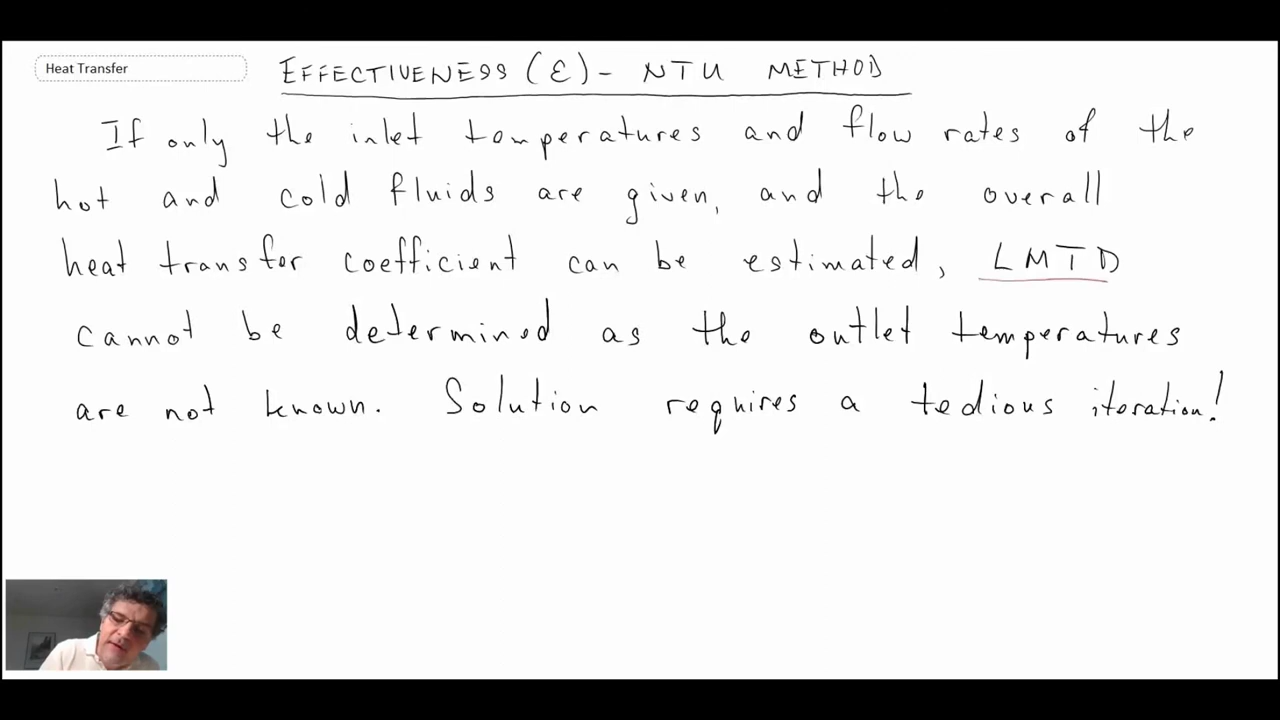 Heat Transfer
EFFECTIVENESS (ε) - NTU METHOD
If only the inlet temperatures and flow rates of the
hot and cold fluids are given, and the overall
heat transfer coefficient can be estimated, LMTD
cannot be determined as the outlet temperatures
are not known. Solution requires a tedious iteration!